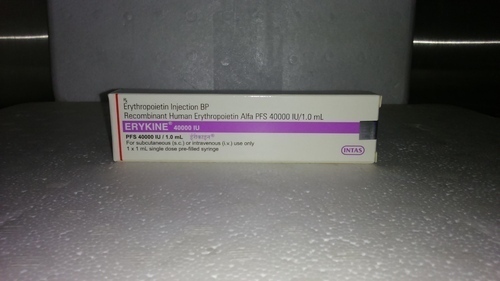 Erythropoietin Injection BP
Recombinant Human Erythropoietin Alfa PFS 40000 IU/1.0 mL
ERYKINE® 40000 IU
PFS 40000 IU / 1.0 mL
For subcutaneous (s.c.) or intravenous (i.v.) use only
1 x 1 mL single dose pre-filled syringe
INTAS